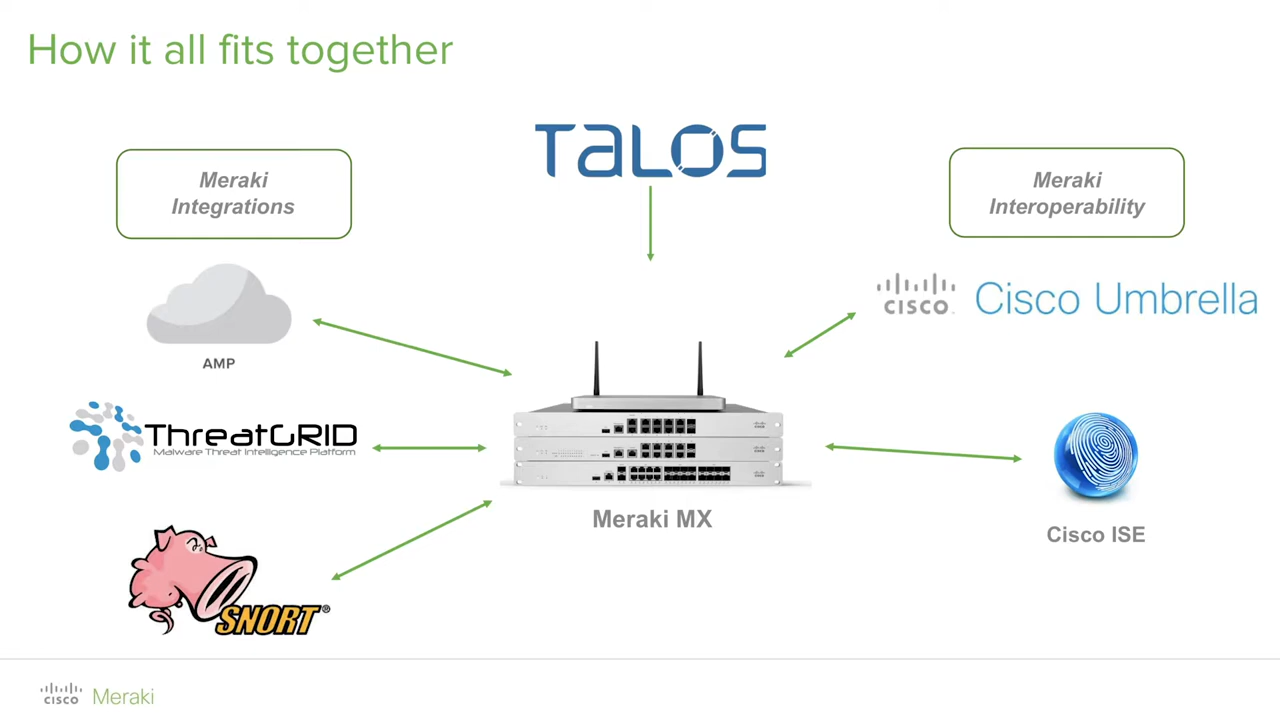 How it all fits together
TALOS
Meraki
Integrations
Meraki
Interoperability
AMP
cisco
Cisco Umbrella
ThreatGRID
Malware Threat Intelligence Platform
Meraki MX
Cisco ISE
SNORT®
cisco Meraki